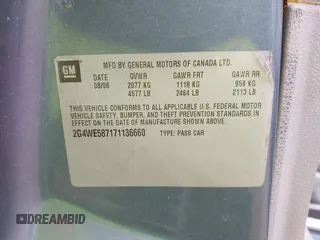 GM
MFD BY GENERAL MOTORS OF CANADA LTD.
DATE GVWR GAWR FRT GAWR RR
08/06 2077 KG 1118 KG 959 KG
4577 LB 2464 LB 2113 LB
THIS VEHICLE CONFORMS TO ALL APPLICABLE U.S. FEDERAL MOTOR
VEHICLE SAFETY, BUMPER, AND THEFT PREVENTION STANDARDS
IN EFFECT ON THE DATE OF MANUFACTURE SHOWN ABOVE.
2G4WE587171136660 TYPE: PASS CAR
DREAMBID